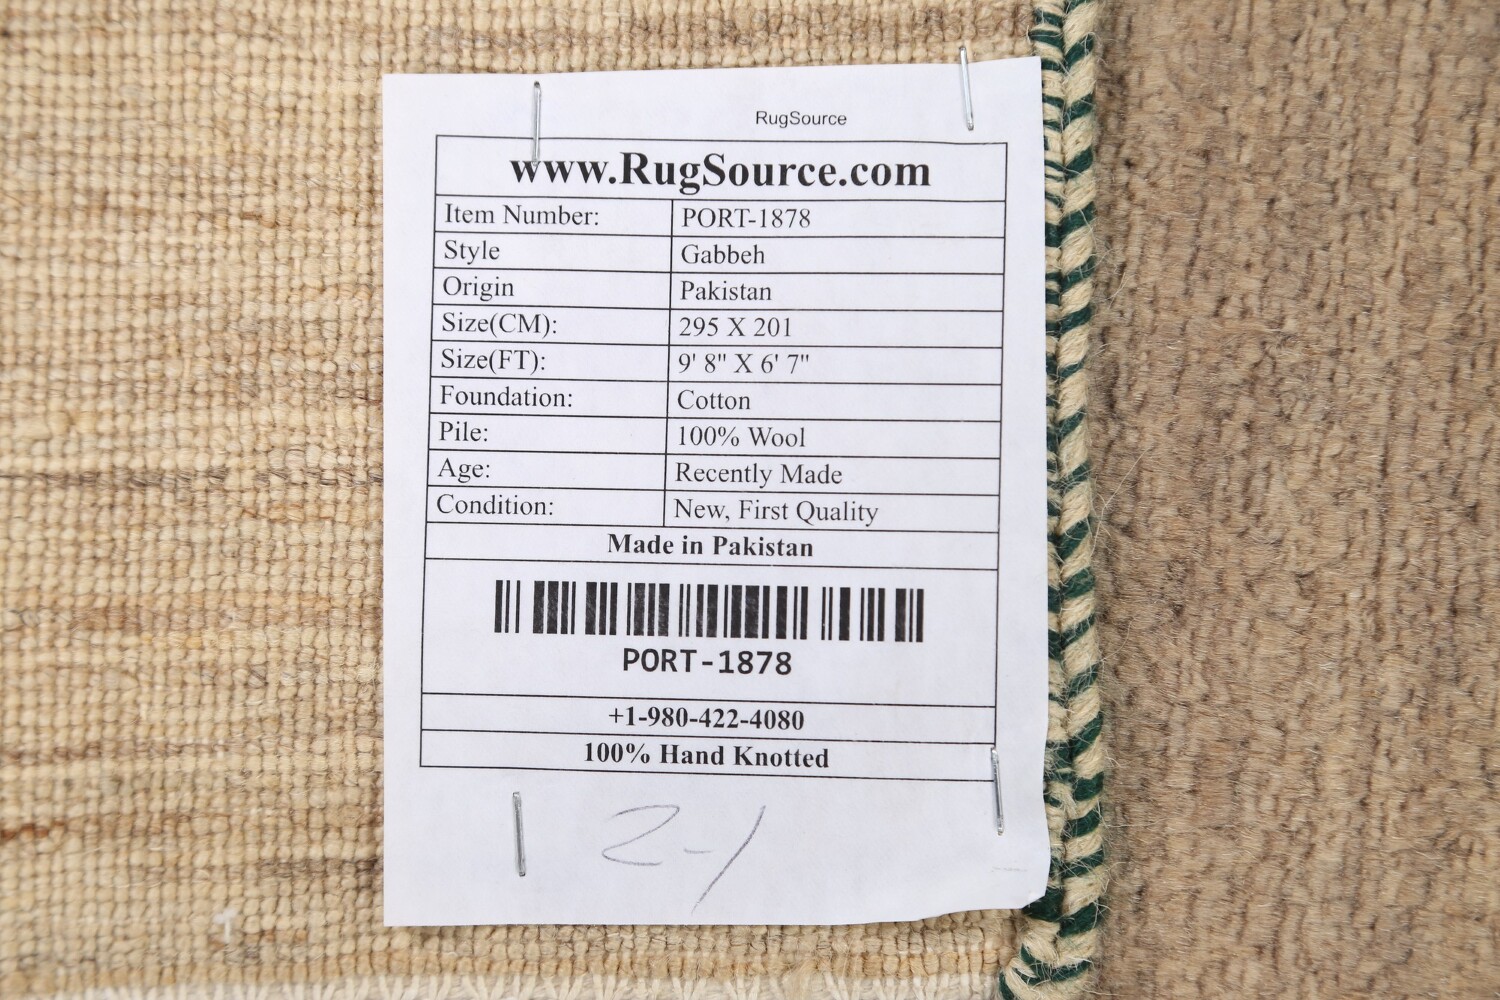 RugSource
www.RugSource.com
Item Number: PORT-1878
Style Gabbeh
Origin Pakistan
Size(CM): 295 X 201
Size(FT): 9' 8" X 6' 7"
Foundation: Cotton
Pile: 100% Wool
Age: Recently Made
Condition: New, First Quality
Made in Pakistan
PORT-1878
+1-980-422-4080
100% Hand Knotted
2-1